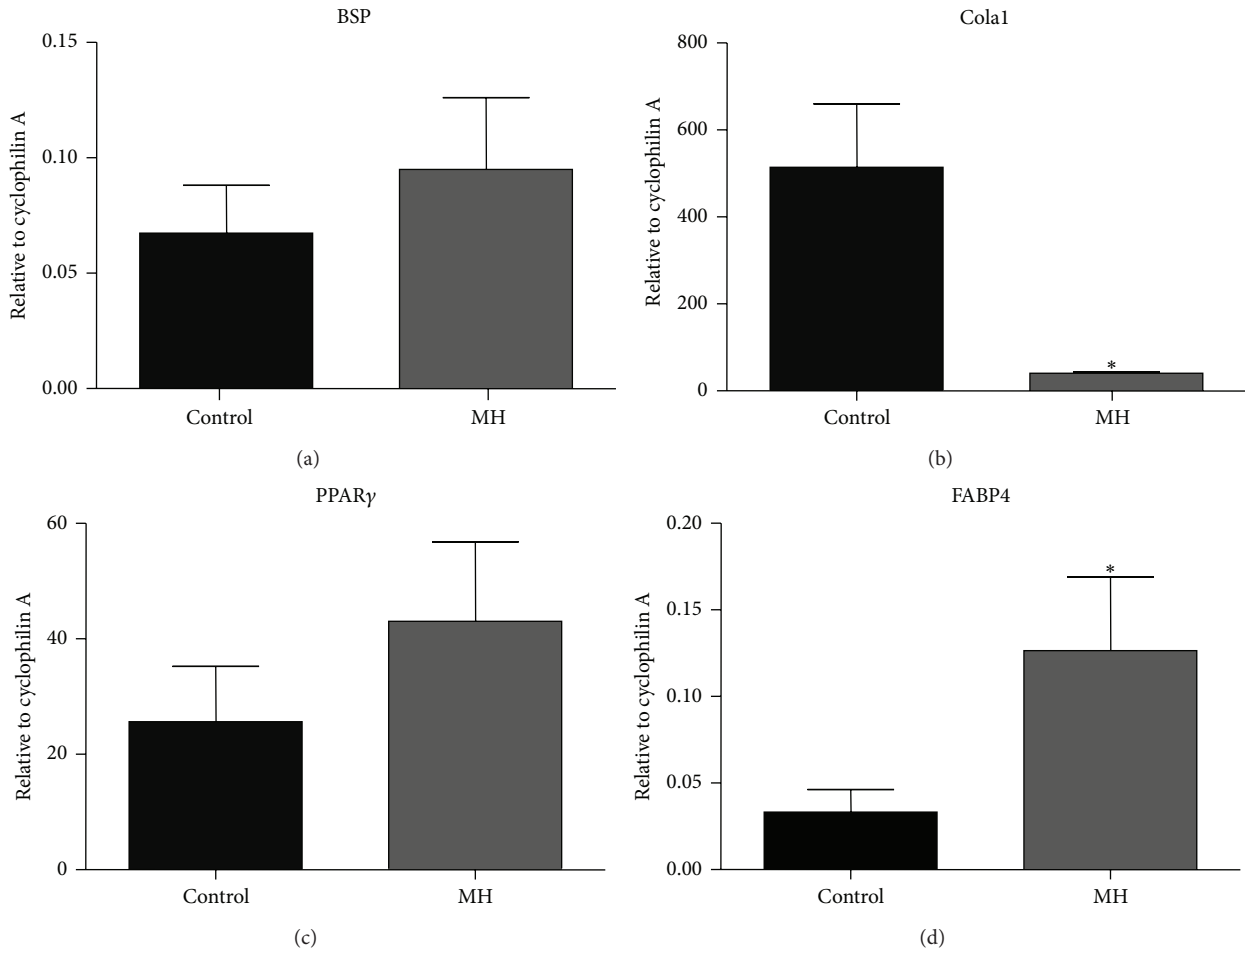 BSP
Relative to cyclophilin A
0.15
0.10
0.05
0.00
Control
MH
(a)
Cola1
Relative to cyclophilin A
800
600
400
200
0
*
Control
MH
(b)
PPARγ
Relative to cyclophilin A
60
40
20
0
Control
MH
(c)
FABP4
Relative to cyclophilin A
0.20
0.15
0.10
0.05
0.00
*
Control
MH
(d)